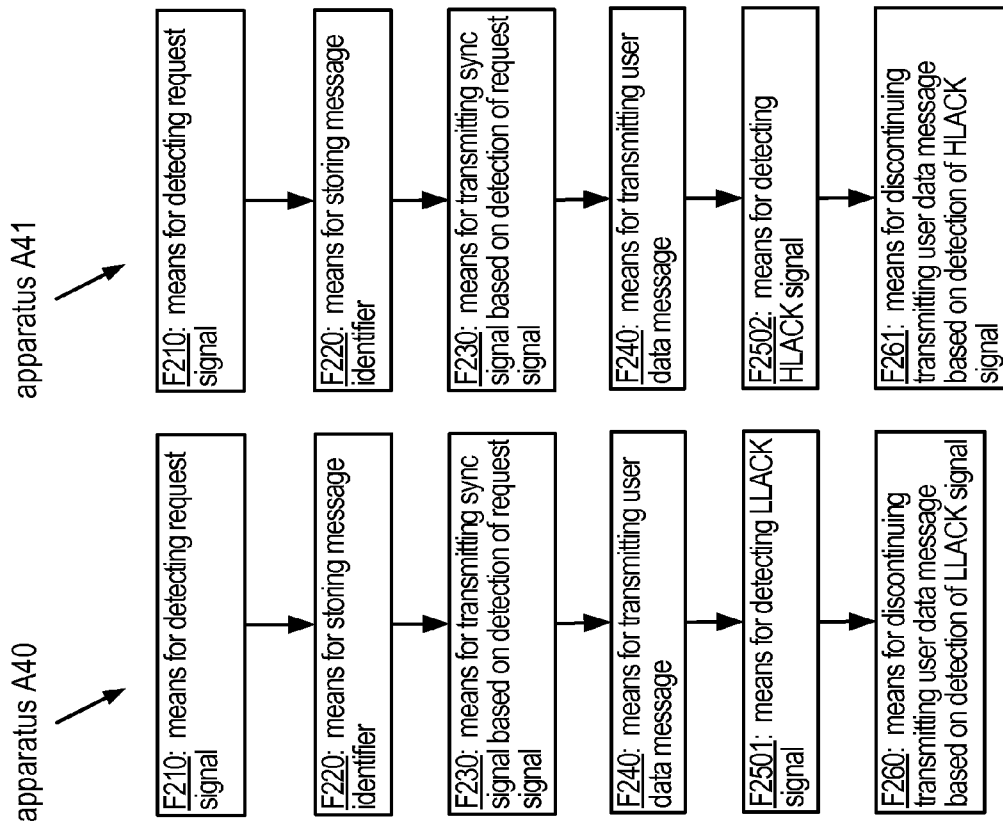 apparatus A40
F210: means for detecting request
signal
F220: means for storing message
identifier
F230: means for transmitting sync
signal based on detection of request
signal
F240: means for transmitting user
data message
F2501: means for detecting LLACK
signal
F260: means for discontinuing
transmitting user data message
based on detection of LLACK signal
apparatus A41
F210: means for detecting request
signal
F220: means for storing message
identifier
F230: means for transmitting sync
signal based on detection of request
signal
F240: means for transmitting user
data message
F2502: means for detecting
HLACK signal
F261: means for discontinuing
transmitting user data message
based on detection of HLACK
signal